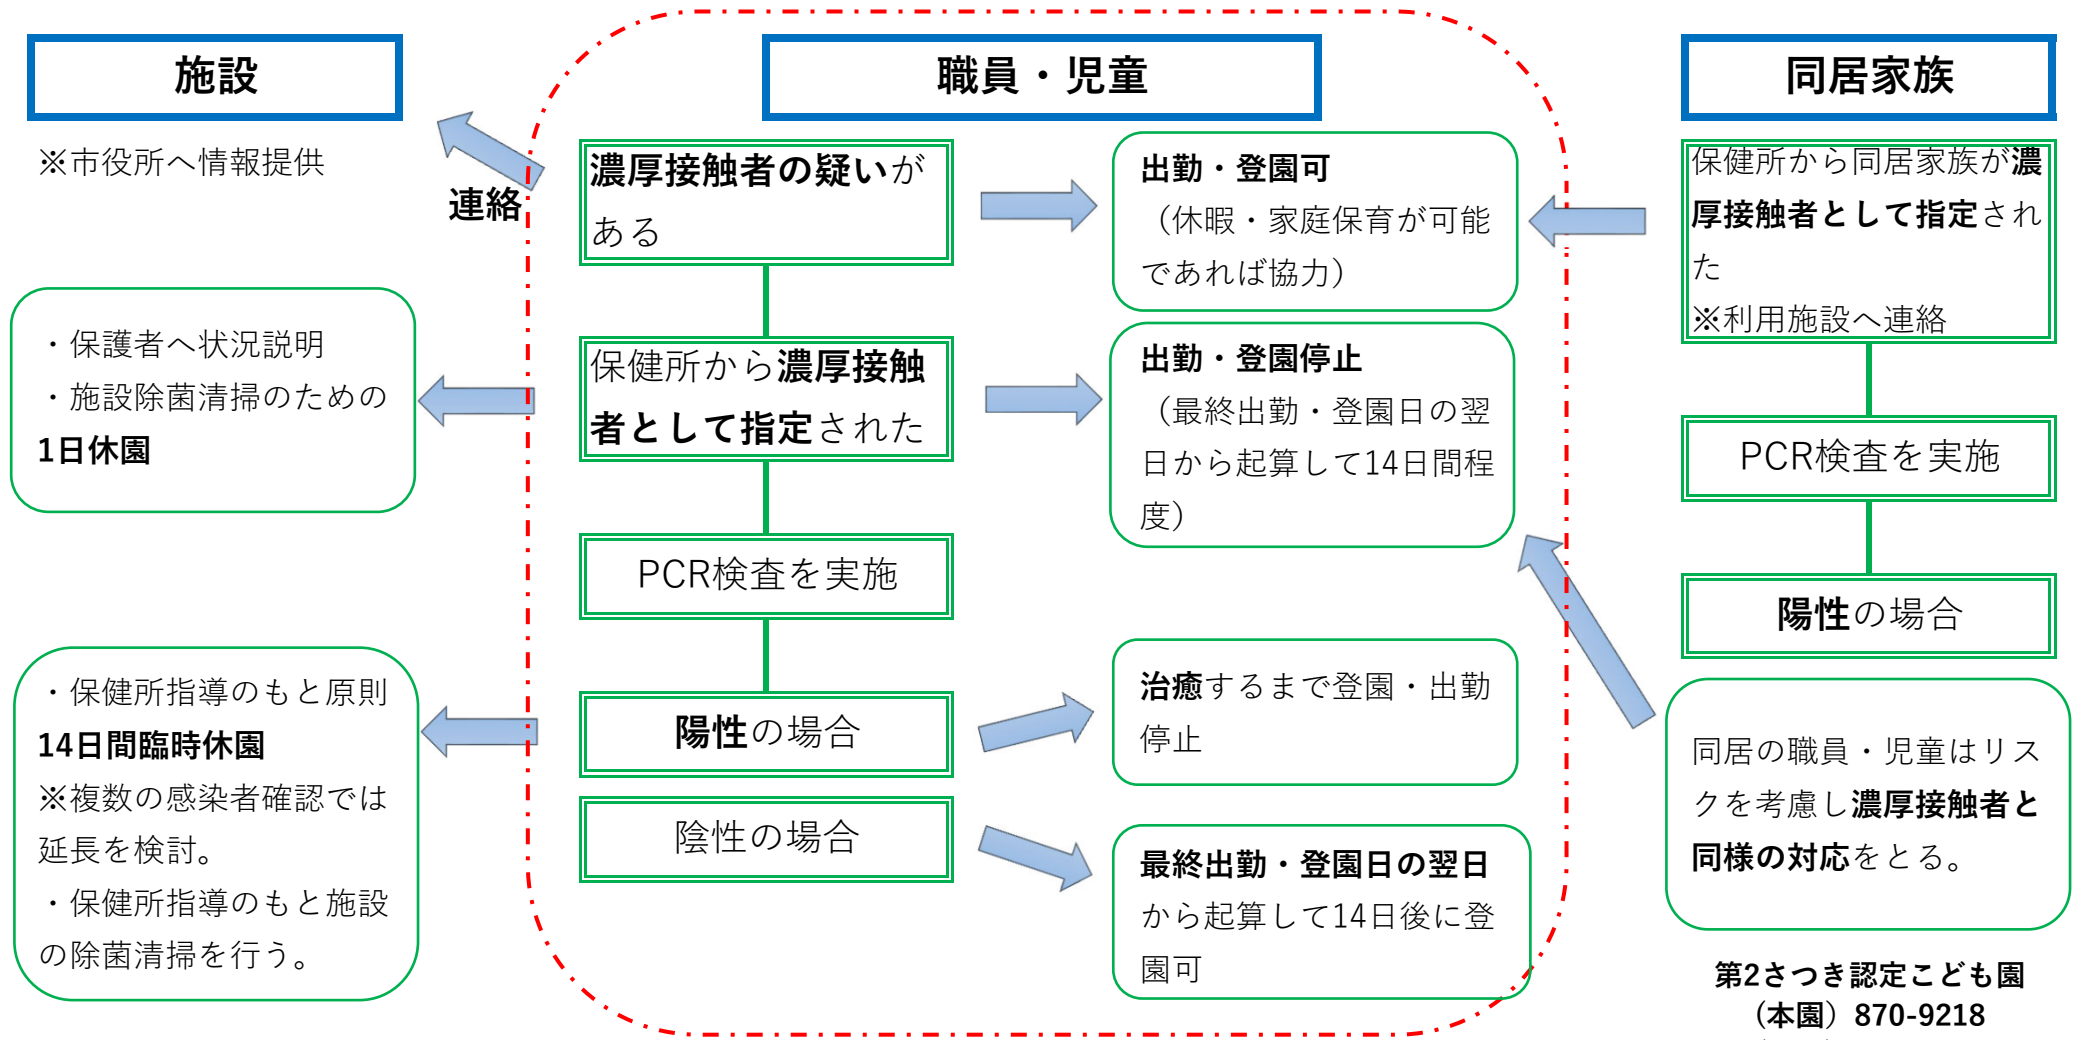 施設
※市役所へ情報提供
連絡
・保護者へ状況説明
・施設除菌清掃のための
1日休園
・保健所指導のもと原則
14日間臨時休園
※複数の感染者確認では
延長を検討。
・保健所指導のもと施設
の除菌清掃を行う。
職員・児童
濃厚接触者の疑いが
ある
保健所から濃厚接触
者として指定された
PCR検査を実施
陽性の場合
陰性の場合
出勤・登園可
（休暇・家庭保育が可能
であれば協力）
出勤・登園停止
（最終出勤・登園日の翌
日から起算して14日間程
度）
治癒するまで登園・出勤
停止
最終出勤・登園日の翌日
から起算して14日後に登
園可
同居家族
保健所から同居家族が濃
厚接触者として指定され
た
※利用施設へ連絡
PCR検査を実施
陽性の場合
同居の職員・児童はリス
クを考慮し濃厚接触者と
同様の対応をとる。
第2さつき認定こども園
（本園）870-9218